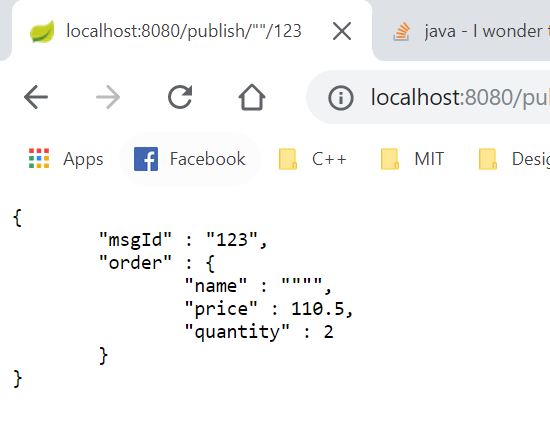 localhost:8080/publish/""/123
java - I wonder
localhost:8080/pu
Apps Facebook C++ MIT Desig
{
"msgId" : "123",
"order" : {
"name" : """",
"price" : 110.5,
"quantity" : 2
}
}